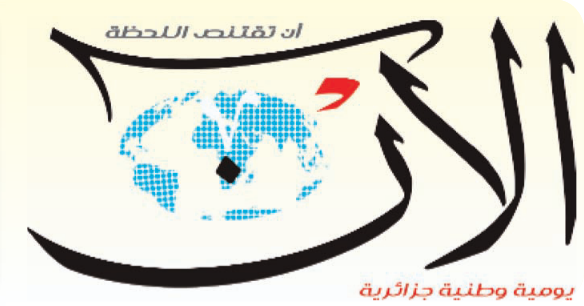 أن تقتنص اللحظة
الآن
يومية وطنية جزائرية